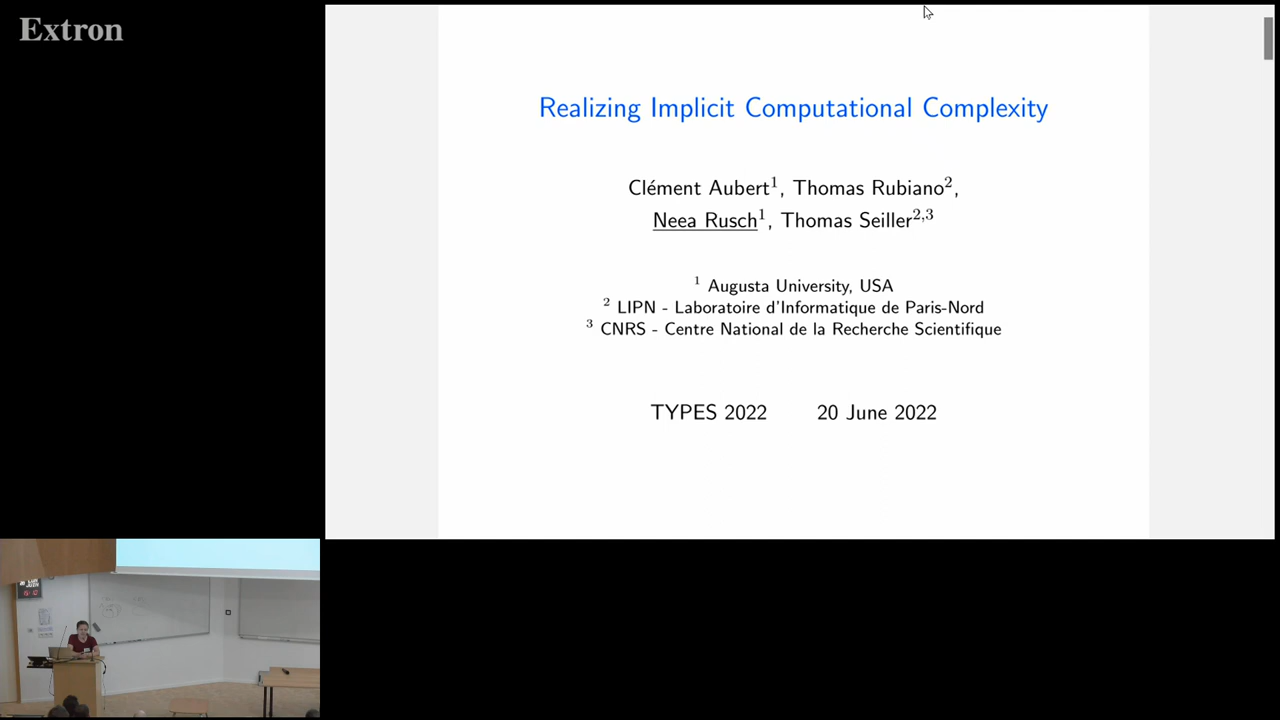 Extron
Realizing Implicit Computational Complexity
Clément Aubert1, Thomas Rubiano2,
Neea Rusch1, Thomas Seiller2,3
1 Augusta University, USA
2 LIPN - Laboratoire d'Informatique de Paris-Nord
3 CNRS - Centre National de la Recherche Scientifique
TYPES 2022 20 June 2022